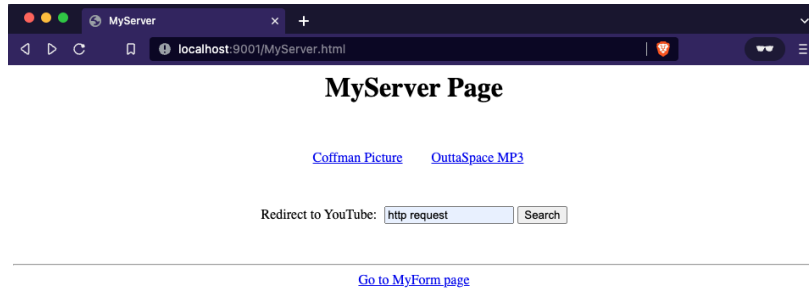 MyServer
localhost:9001/MyServer.html
MyServer Page
Coffman Picture OuttaSpace MP3
Redirect to YouTube: http request Search
Go to MyForm page